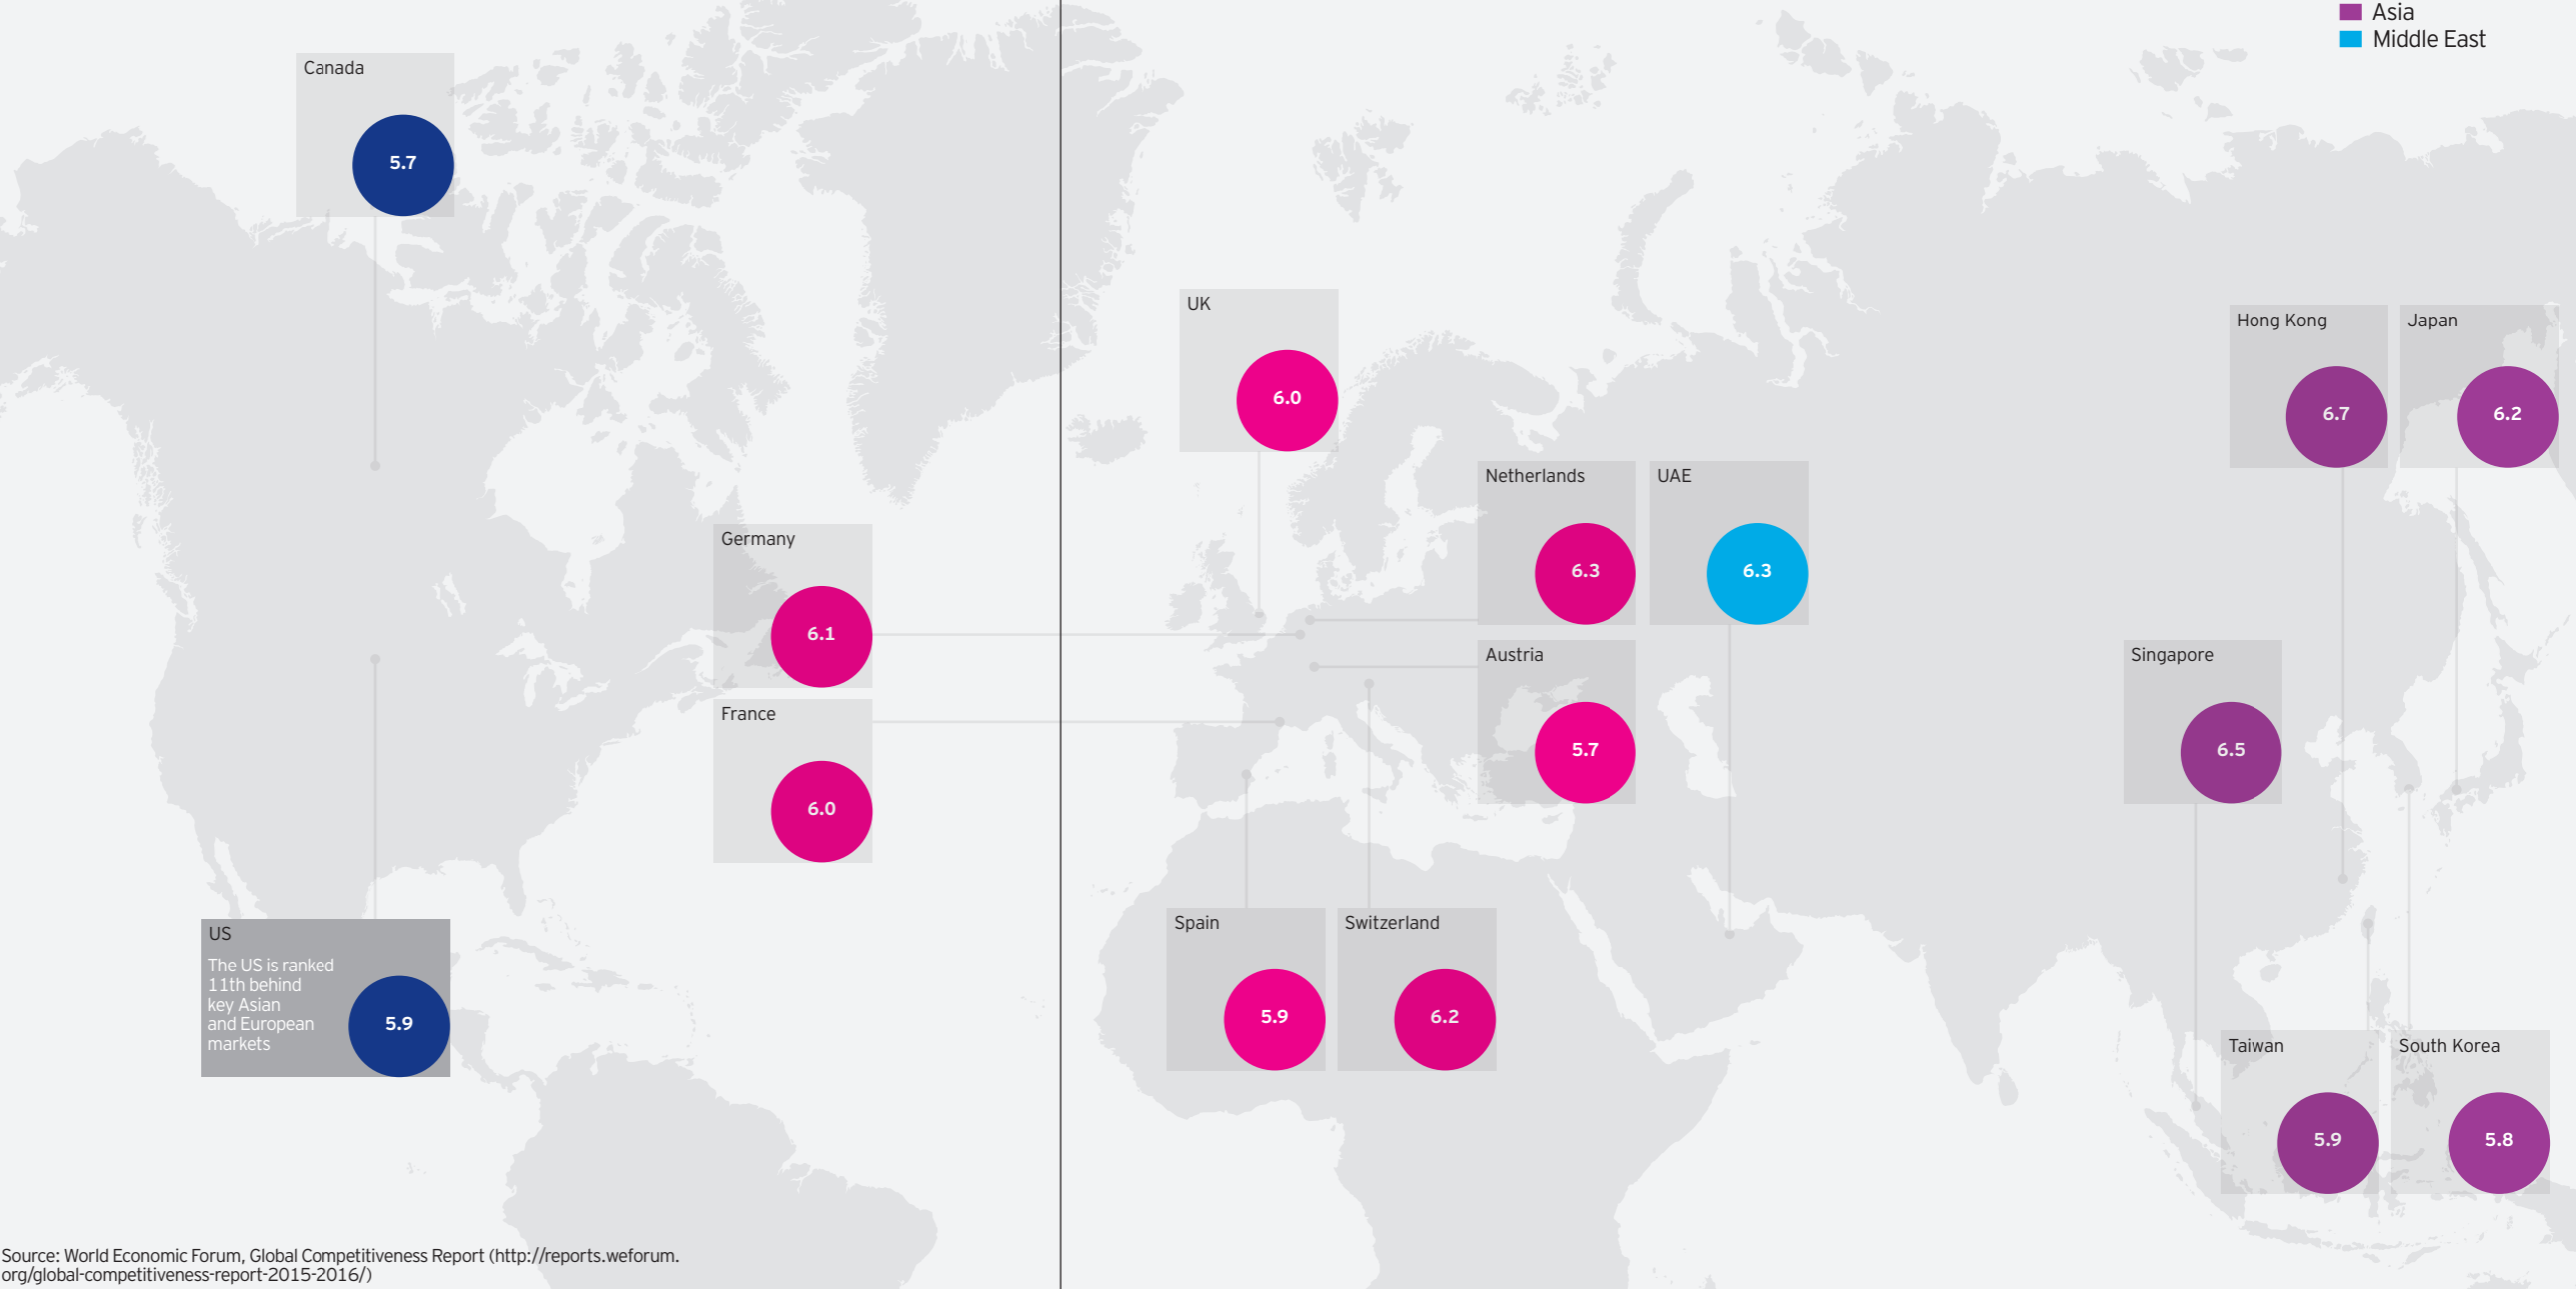 Asia
Middle East
Canada
5.7
UK
6.0
Hong Kong
6.7
Japan
6.2
Netherlands
6.3
UAE
6.3
Germany
6.1
Austria
5.7
Singapore
6.5
France
6.0
US
The US is ranked
11th behind
key Asian
and European
markets
5.9
Spain
5.9
Switzerland
6.2
Taiwan
5.9
South Korea
5.8
Source: World Economic Forum, Global Competitiveness Report (http://reports.weforum.
org/global-competitiveness-report-2015-2016/)